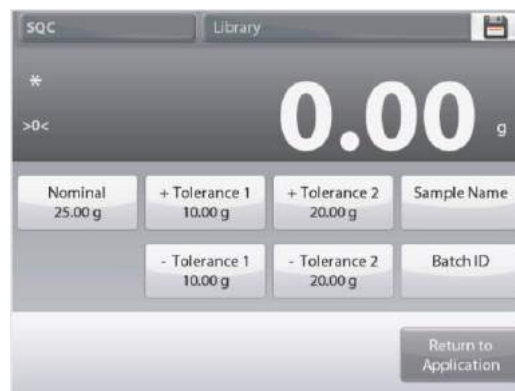 SQC
Library
*
>0<
0.00 g
Nominal
25.00 g
+ Tolerance 1
10.00 g
+ Tolerance 2
20.00 g
Sample Name
- Tolerance 1
10.00 g
- Tolerance 2
20.00 g
Batch ID
Return to
Application